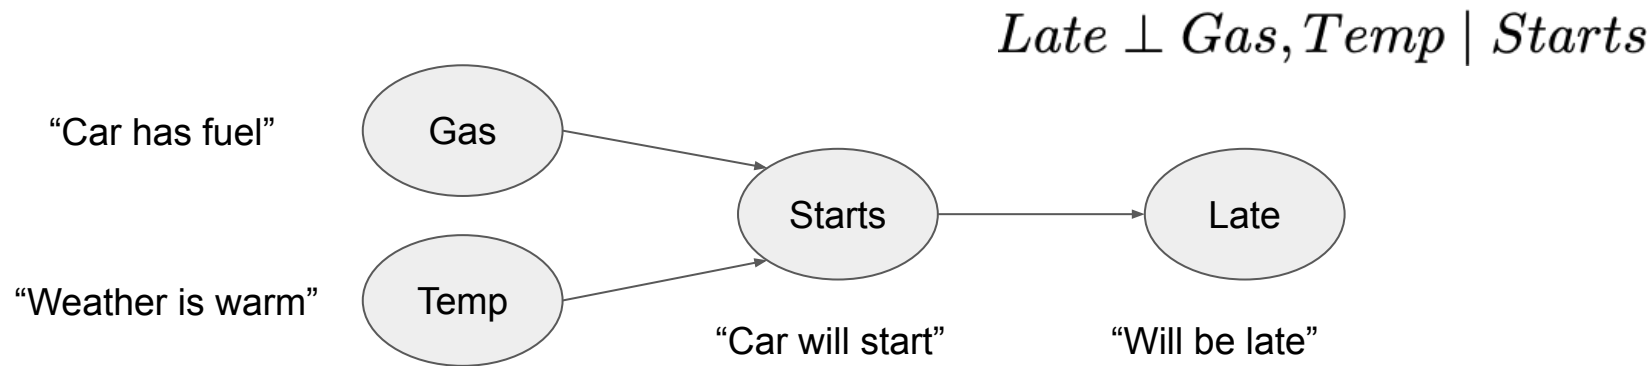 Late ⊥ Gas, Temp | Starts
“Car has fuel”
Gas
Starts
Late
“Weather is warm”
Temp
“Car will start”
“Will be late”